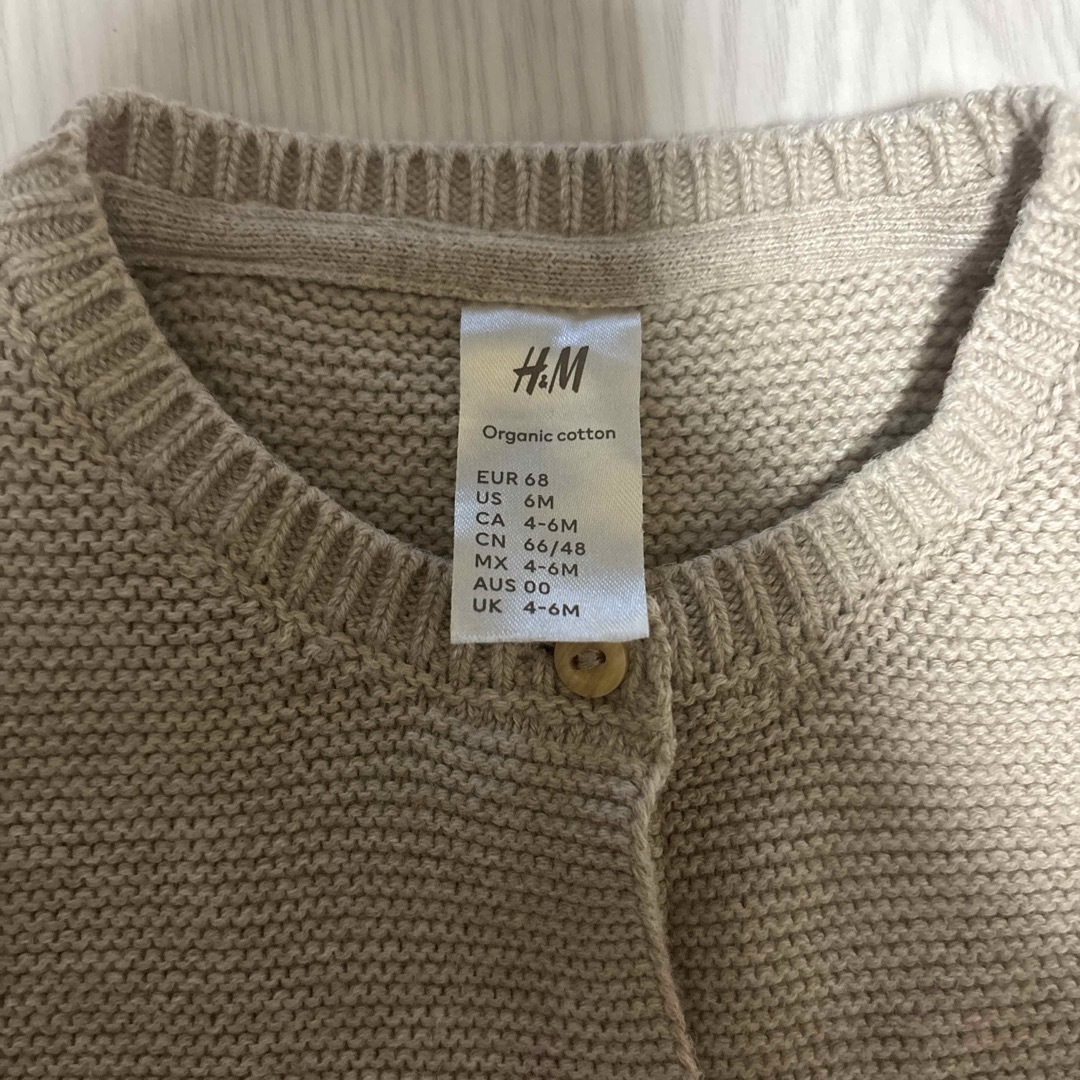 H&M
Organic cotton
EUR 68
US 6M
CA 4-6M
CN 66/48
MX 4-6M
AUS 00
UK 4-6M